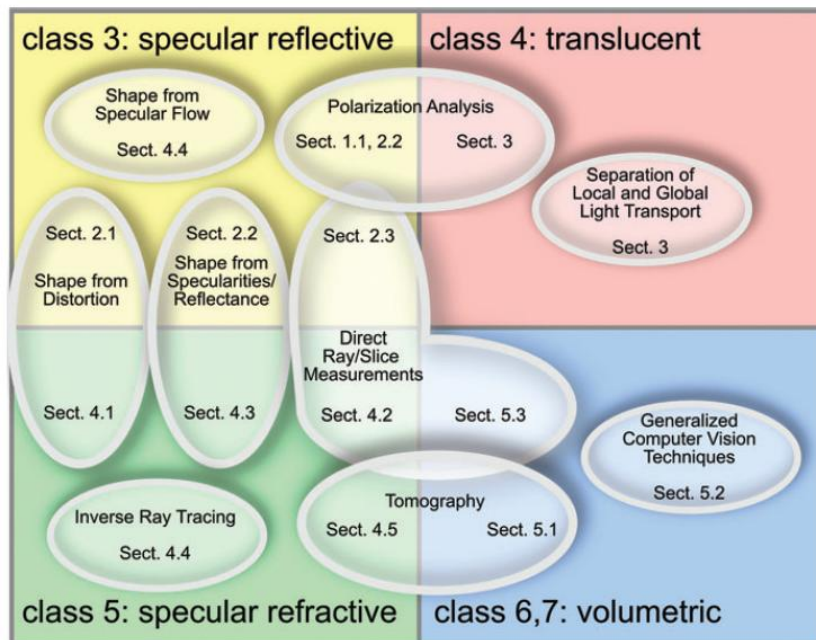 class 3: specular reflective
class 4: translucent
Shape from
Specular Flow
Sect. 4.4
Polarization Analysis
Sect. 1.1, 2.2
Sect. 3
Separation of
Local and Global
Light Transport
Sect. 3
Sect. 2.1
Shape from
Distortion
Sect. 4.1
Sect. 2.2
Shape from
Specularities/
Reflectance
Sect. 4.3
Sect. 2.3
Direct
Ray/Slice
Measurements
Sect. 4.2
Sect. 5.3
Generalized
Computer Vision
Techniques
Sect. 5.2
Inverse Ray Tracing
Sect. 4.4
Tomography
Sect. 4.5
Sect. 5.1
class 5: specular refractive
class 6,7: volumetric